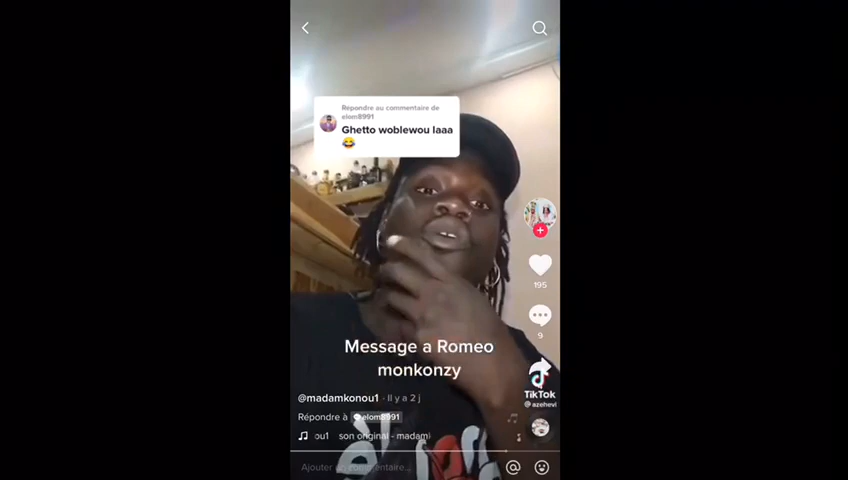 Répondre au commentaire de
elom8991
Ghetto woblewou laaa
😂
Message a Romeo
monkonzy
195
9
TikTok
@azehevi
@madamkonou1 · Il y a 2 j
Répondre à elom8991
ou1 son original - madam
Ajouter un commentaire...